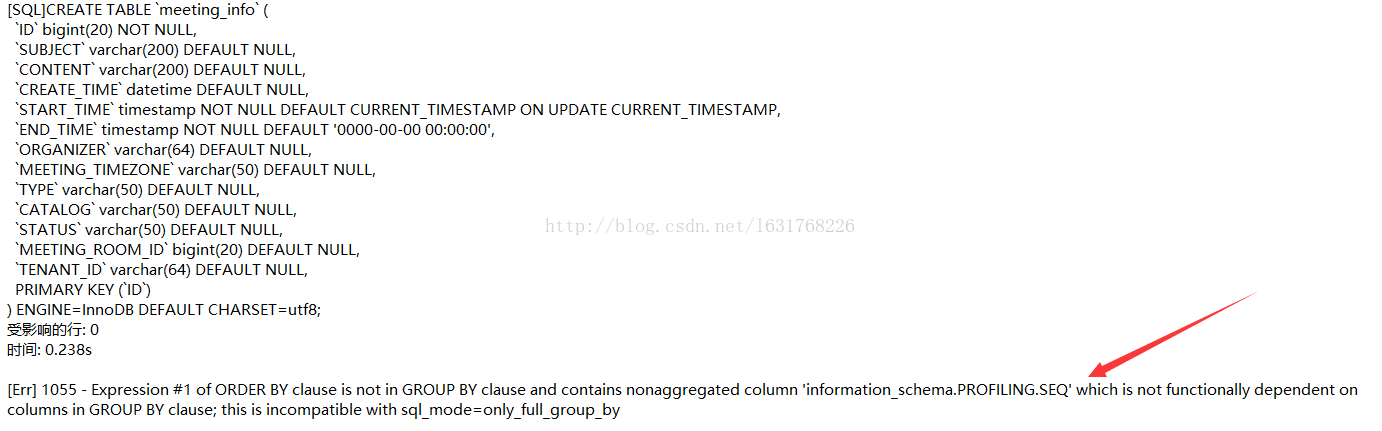 [SQL]CREATE TABLE `meeting_info` (
`ID` bigint(20) NOT NULL,
`SUBJECT` varchar(200) DEFAULT NULL,
`CONTENT` varchar(200) DEFAULT NULL,
`CREATE_TIME` datetime DEFAULT NULL,
`START_TIME` timestamp NOT NULL DEFAULT CURRENT_TIMESTAMP ON UPDATE CURRENT_TIMESTAMP,
`END_TIME` timestamp NOT NULL DEFAULT '0000-00-00 00:00:00',
`ORGANIZER` varchar(64) DEFAULT NULL,
`MEETING_TIMEZONE` varchar(50) DEFAULT NULL,
`TYPE` varchar(50) DEFAULT NULL,
`CATALOG` varchar(50) DEFAULT NULL,
`STATUS` varchar(50) DEFAULT NULL,
http://blog.csdn.net/l631768226
`MEETING_ROOM_ID` bigint(20) DEFAULT NULL,
`TENANT_ID` varchar(64) DEFAULT NULL,
PRIMARY KEY (`ID`)
) ENGINE=InnoDB DEFAULT CHARSET=utf8;
受影响的行: 0
时间: 0.238s
[Err] 1055 - Expression #1 of ORDER BY clause is not in GROUP BY clause and contains nonaggregated column 'information_schema.PROFILING.SEQ' which is not functionally dependent on
columns in GROUP BY clause; this is incompatible with sql_mode=only_full_group_by